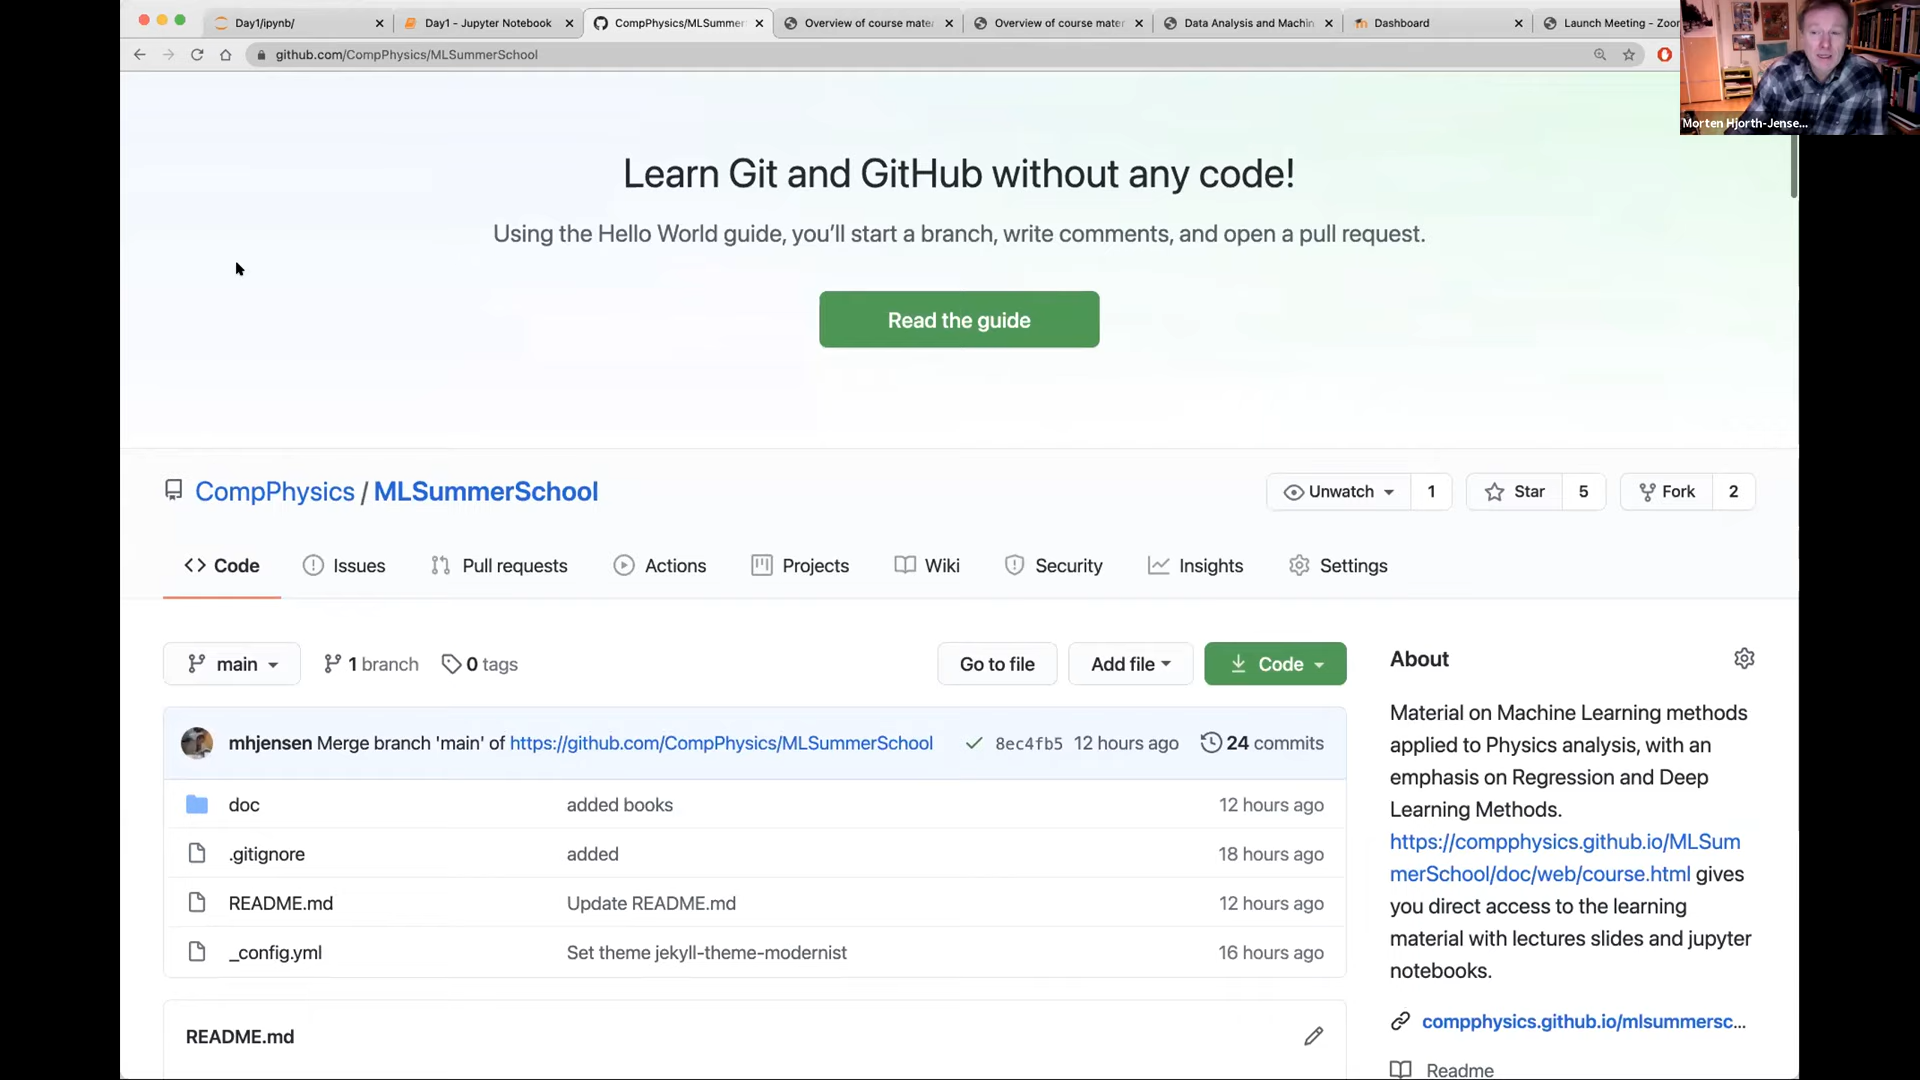 Day1/ipynb/
Day1 - Jupyter Notebook
CompPhysics/MLSummer
Overview of course mate
Overview of course mater
Data Analysis and Machin
Dashboard
Launch Meeting - Zoo
github.com/CompPhysics/MLSummerSchool
Morten Hjorth-Jense...
Learn Git and GitHub without any code!
Using the Hello World guide, you'll start a branch, write comments, and open a pull request.
Read the guide
CompPhysics / MLSummerSchool
Unwatch 1
Star 5
Fork 2
Code
Issues
Pull requests
Actions
Projects
Wiki
Security
Insights
Settings
main
1 branch
0 tags
Go to file
Add file
Code
mhjensen Merge branch 'main' of https://github.com/CompPhysics/MLSummerSchool 8ec4fb5 12 hours ago 24 commits
doc added books 12 hours ago
.gitignore added 18 hours ago
README.md Update README.md 12 hours ago
_config.yml Set theme jekyll-theme-modernist 16 hours ago
README.md
About
Material on Machine Learning methods
applied to Physics analysis, with an
emphasis on Regression and Deep
Learning Methods.
https://compphysics.github.io/MLSum
merSchool/doc/web/course.html gives
you direct access to the learning
material with lectures slides and jupyter
notebooks.
compphysics.github.io/mlsummersc...
Readme